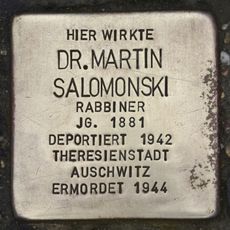 HIER WIRKTE
DR. MARTIN
SALOMONSKI
RABBINER
JG. 1881
DEPORTIERT 1942
THERESIENSTADT
AUSCHWITZ
ERMORDET 1944